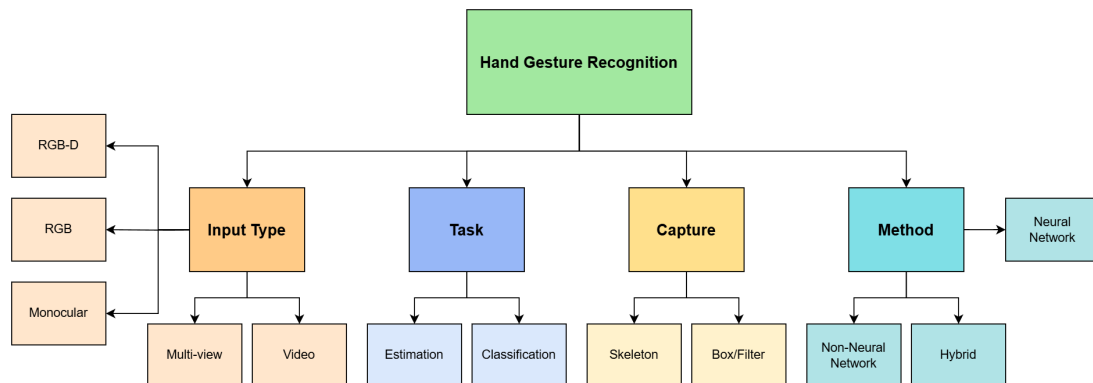 Hand Gesture Recognition
RGB-D
RGB
Monocular
Input Type
Task
Capture
Method
Neural
Network
Multi-view
Video
Estimation
Classification
Skeleton
Box/Filter
Non-Neural
Network
Hybrid